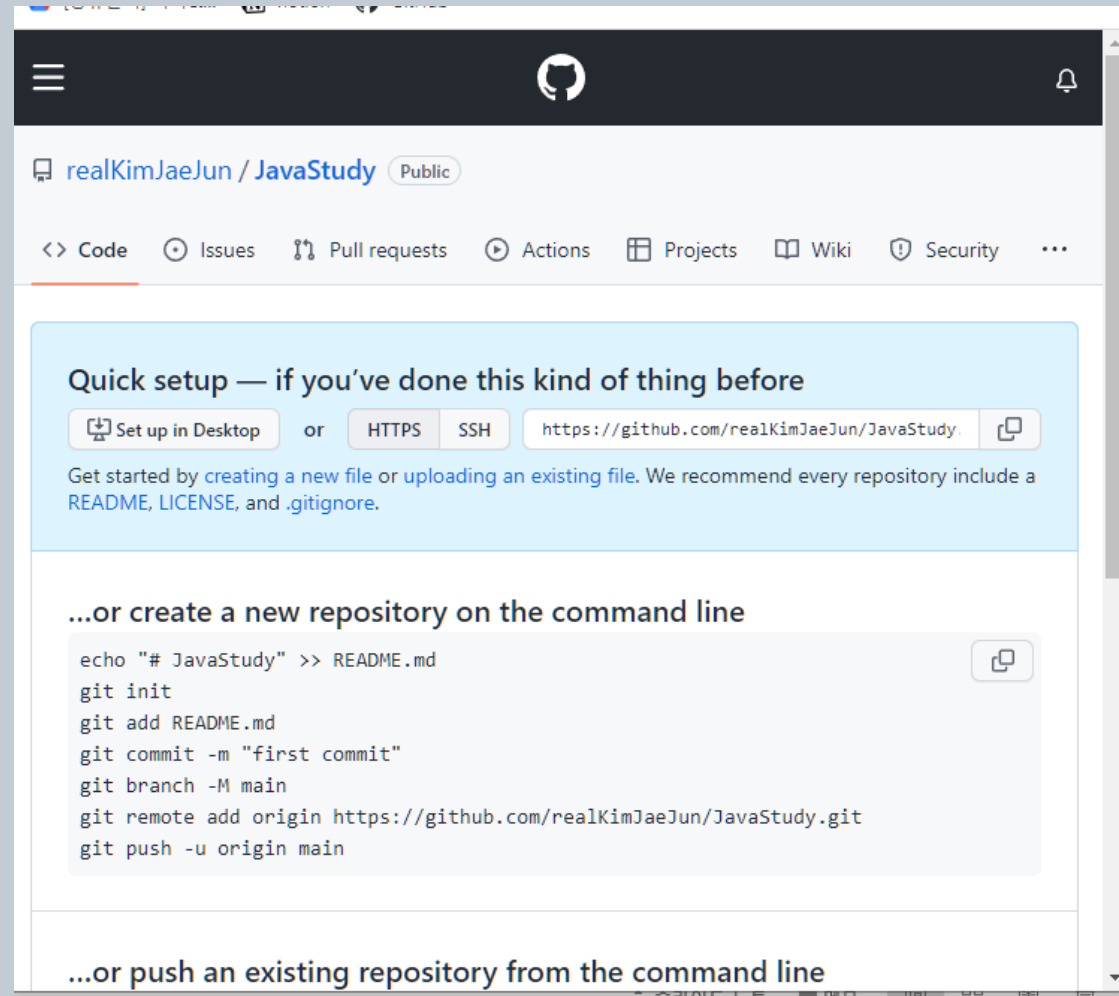 realKimJaeJun / JavaStudy Public
Code Issues Pull requests Actions Projects Wiki Security ...
Quick setup — if you've done this kind of thing before
Set up in Desktop or HTTPS SSH https://github.com/realKimJaeJun/JavaStudy.
Get started by creating a new file or uploading an existing file. We recommend every repository include a
README, LICENSE, and .gitignore.
...or create a new repository on the command line
echo "# JavaStudy" >> README.md
git init
git add README.md
git commit -m "first commit"
git branch -M main
git remote add origin https://github.com/realKimJaeJun/JavaStudy.git
git push -u origin main
...or push an existing repository from the command line